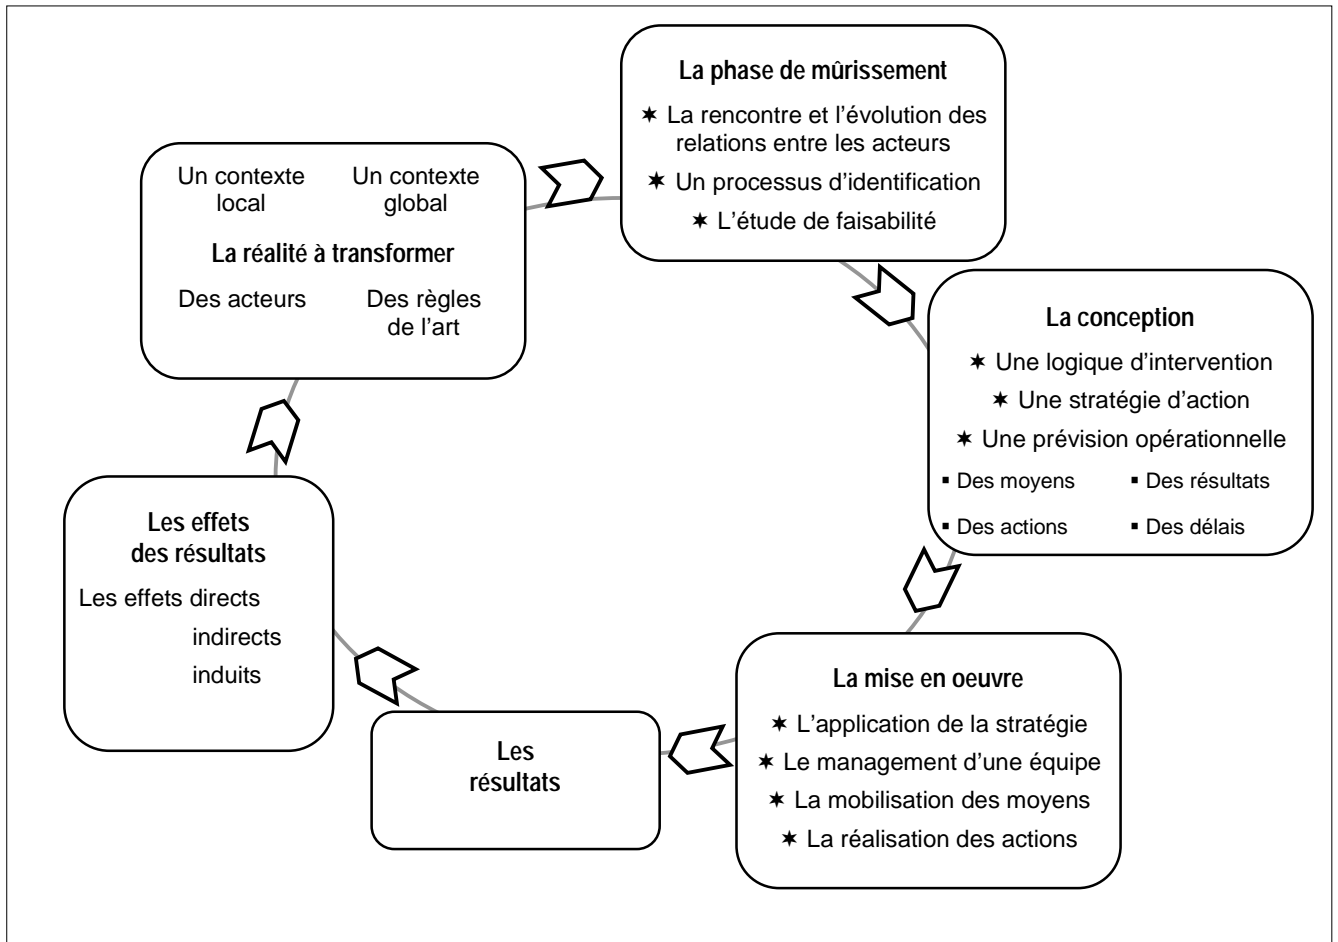 La phase de mûrissement
✶ La rencontre et l'évolution des
relations entre les acteurs
✶ Un processus d'identification
✶ L'étude de faisabilité
Un contexte
local
Un contexte
global
La réalité à transformer
Des acteurs
Des règles
de l'art
La conception
✶ Une logique d'intervention
✶ Une stratégie d'action
✶ Une prévision opérationnelle
▪ Des moyens
▪ Des résultats
▪ Des actions
▪ Des délais
La mise en oeuvre
✶ L'application de la stratégie
✶ Le management d'une équipe
✶ La mobilisation des moyens
✶ La réalisation des actions
Les
résultats
Les effets
des résultats
Les effets directs
indirects
induits